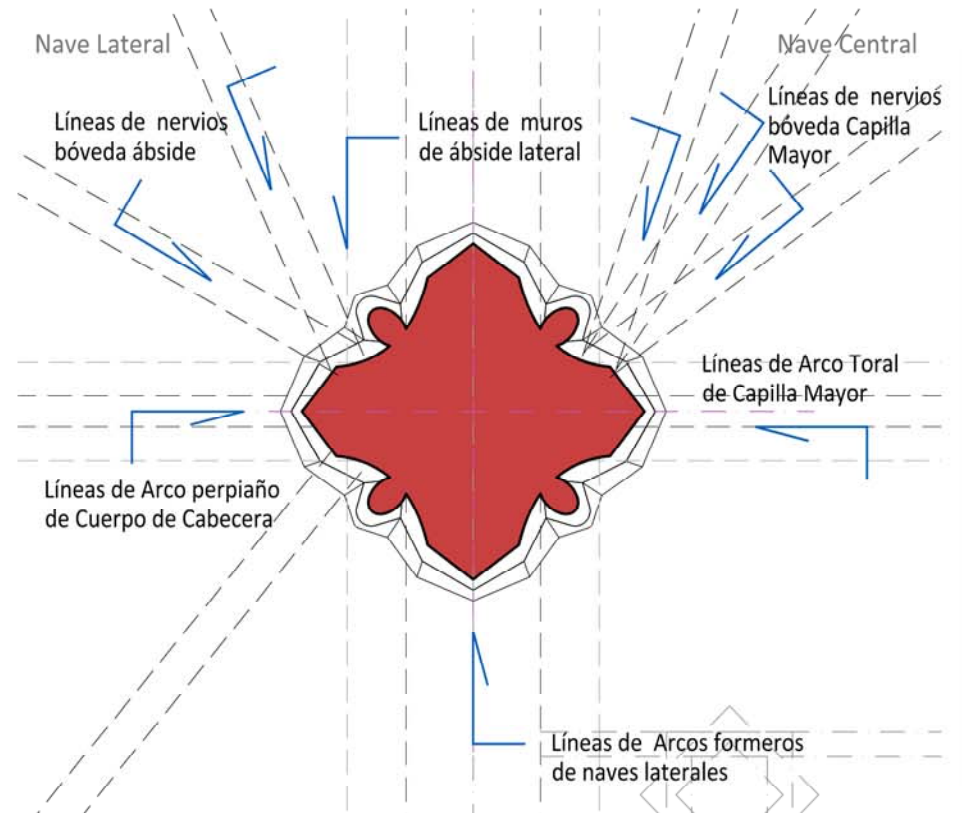 Nave Lateral
Nave Central
Líneas de nervios
bóveda ábside
Líneas de muros
de ábside lateral
Líneas de nervios
bóveda Capilla
Mayor
Líneas de Arco Toral
de Capilla Mayor
Líneas de Arco perpiaño
de Cuerpo de Cabecera
Líneas de Arcos formeros
de naves laterales